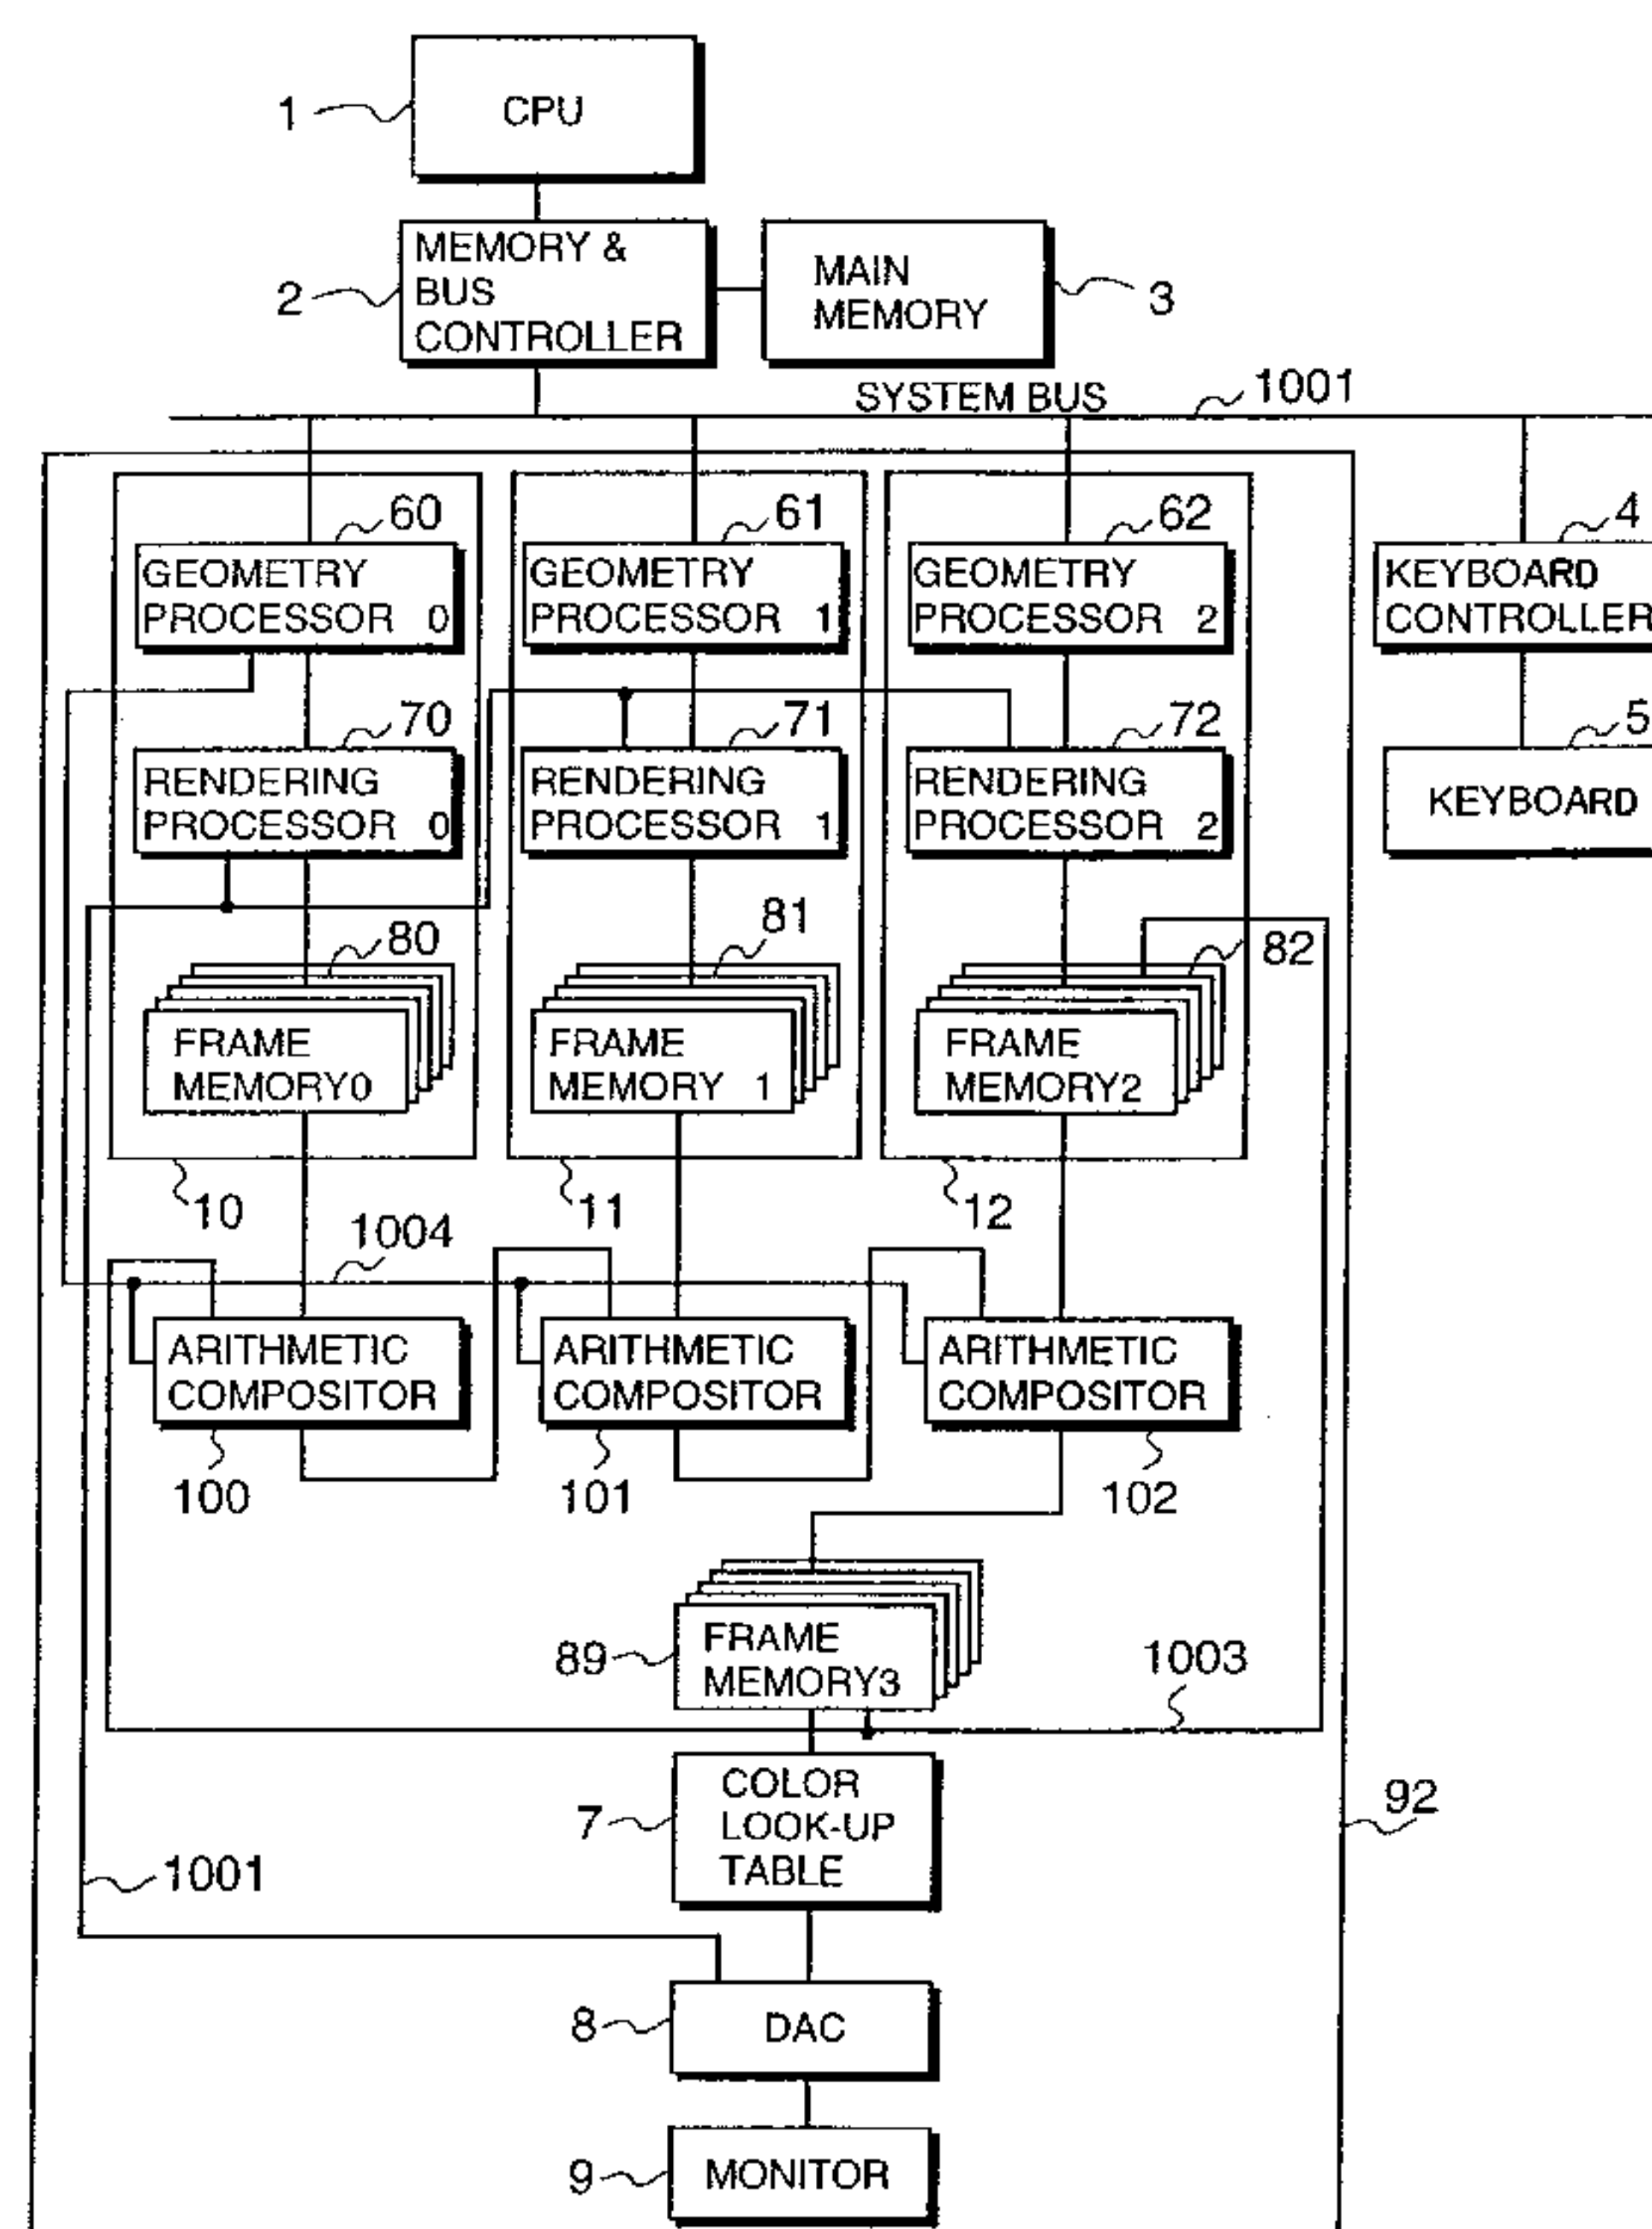 1
CPU
2
MEMORY &
BUS
CONTROLLER
MAIN
MEMORY
3
SYSTEM BUS
1001
60
61
62
4
GEOMETRY
PROCESSOR 0
GEOMETRY
PROCESSOR 1
GEOMETRY
PROCESSOR 2
KEYBOARD
CONTROLLER
70
71
72
5
RENDERING
PROCESSOR 0
RENDERING
PROCESSOR 1
RENDERING
PROCESSOR 2
KEYBOARD
80
81
82
FRAME
MEMORY0
FRAME
MEMORY 1
FRAME
MEMORY2
10
11
12
1004
ARITHMETIC
COMPOSITOR
ARITHMETIC
COMPOSITOR
ARITHMETIC
COMPOSITOR
100
101
102
89
FRAME
MEMORY3
1003
7
COLOR
LOOK-UP
TABLE
92
1001
8
DAC
9
MONITOR